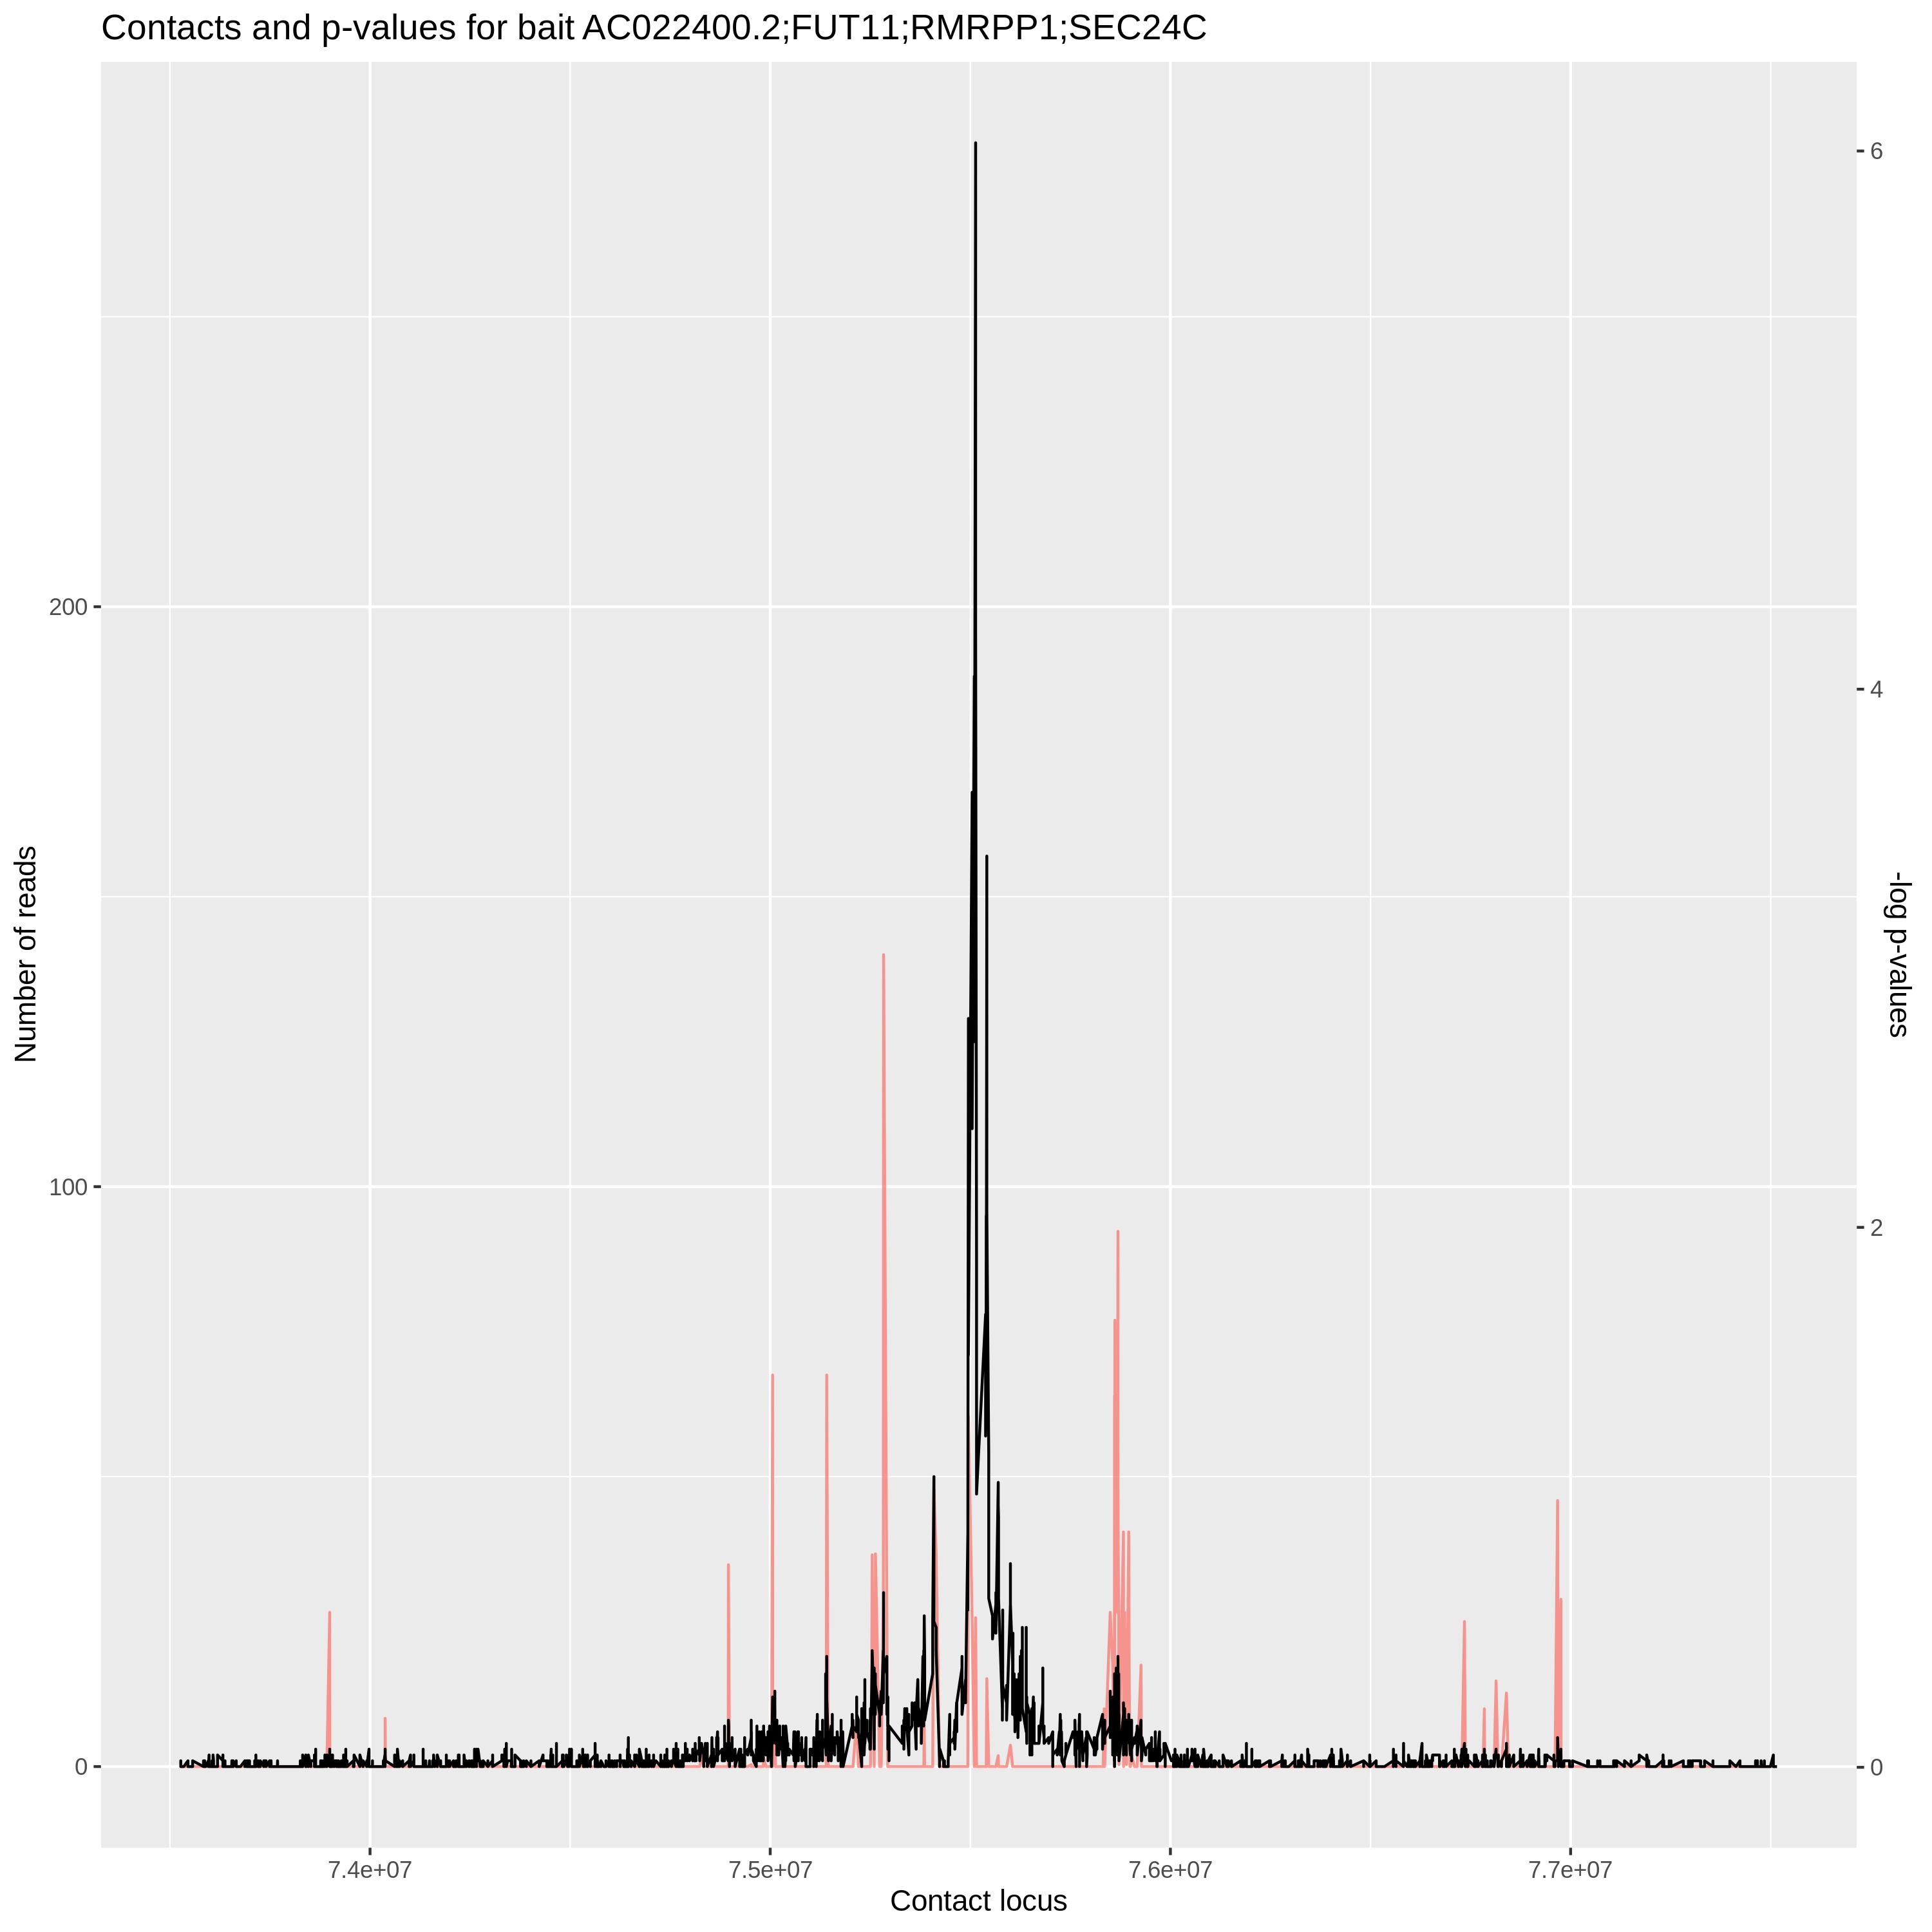 Contacts and p-values for bait AC022400.2;FUT11;RMRPP1;SEC24C
Number of reads
200
100
0
6
4
2
0
-log p-values
7.4e+07
7.5e+07
7.6e+07
7.7e+07
Contact locus